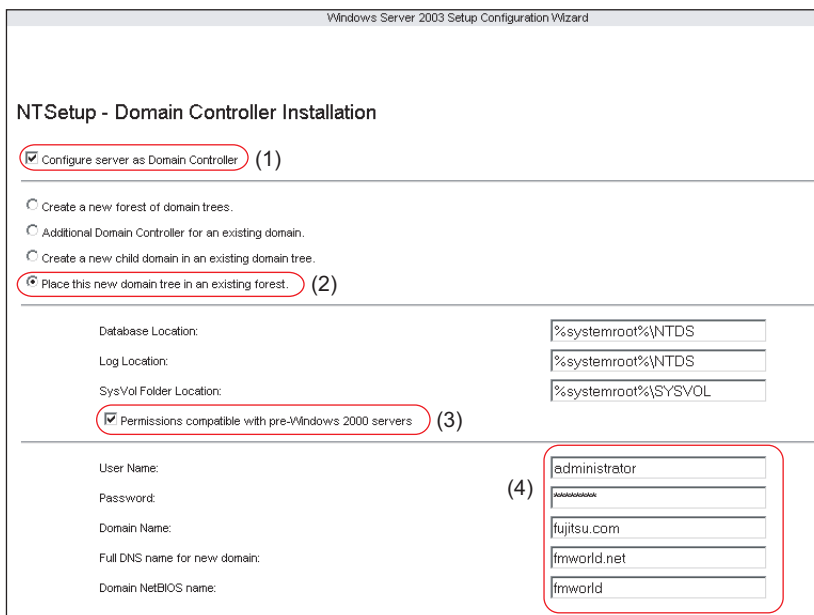 Windows Server 2003 Setup Configuration Wizard
NTSetup - Domain Controller Installation
Configure server as Domain Controller (1)
Create a new forest of domain trees.
Additional Domain Controller for an existing domain.
Create a new child domain in an existing domain tree.
Place this new domain tree in an existing forest. (2)
Database Location: %systemroot%\NTDS
Log Location: %systemroot%\NTDS
SysVol Folder Location: %systemroot%\SYSVOL
Permissions compatible with pre-Windows 2000 servers (3)
(4)
User Name: administrator
Password: ********
Domain Name: fujitsu.com
Full DNS name for new domain: fmworld.net
Domain NetBIOS name: fmworld